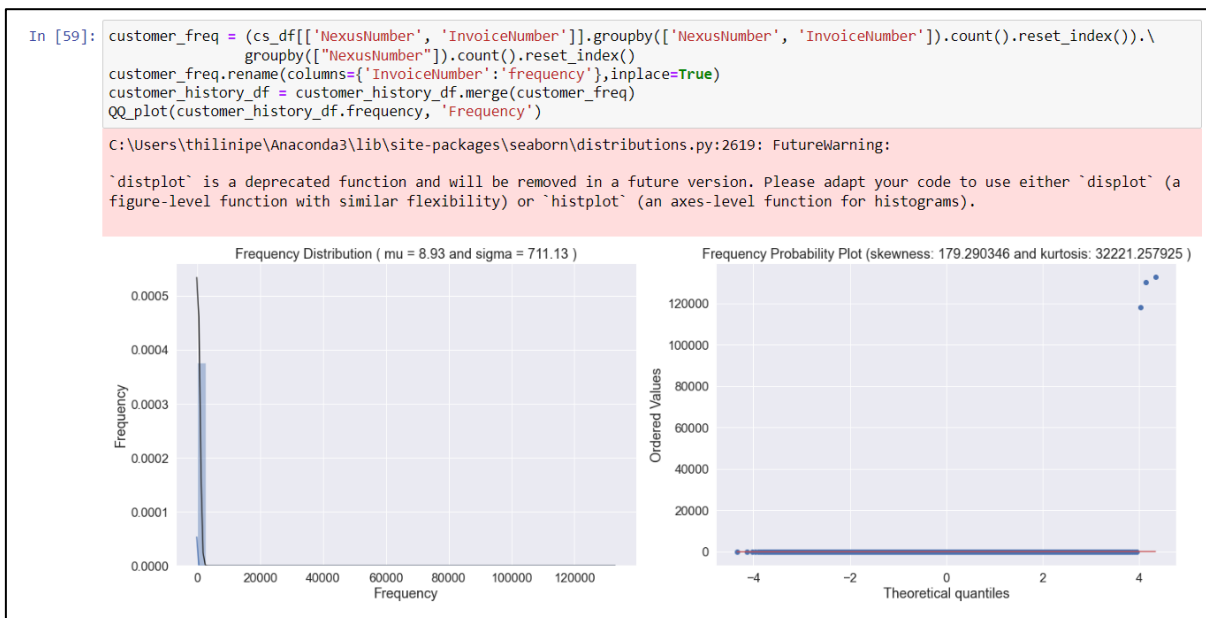 In [59]: customer_freq = (cs_df[['NexusNumber', 'InvoiceNumber']].groupby(['NexusNumber', 'InvoiceNumber']).count().reset_index()).\
groupby(["NexusNumber"]).count().reset_index()
customer_freq.rename(columns={'InvoiceNumber':'frequency'},inplace=True)
customer_history_df = customer_history_df.merge(customer_freq)
QQ_plot(customer_history_df.frequency, 'Frequency')
C:\Users\thilinipe\Anaconda3\lib\site-packages\seaborn\distributions.py:2619: FutureWarning:
`distplot` is a deprecated function and will be removed in a future version. Please adapt your code to use either `displot` (a
figure-level function with similar flexibility) or `histplot` (an axes-level function for histograms).
Frequency Distribution ( mu = 8.93 and sigma = 711.13 )
0.0005
0.0004
0.0003
0.0002
0.0001
0.0000
Frequency
0 20000 40000 60000 80000 100000 120000
Frequency
Frequency Probability Plot (skewness: 179.290346 and kurtosis: 32221.257925 )
120000
100000
80000
60000
40000
20000
0
Ordered Values
−4 −2 0 2 4
Theoretical quantiles